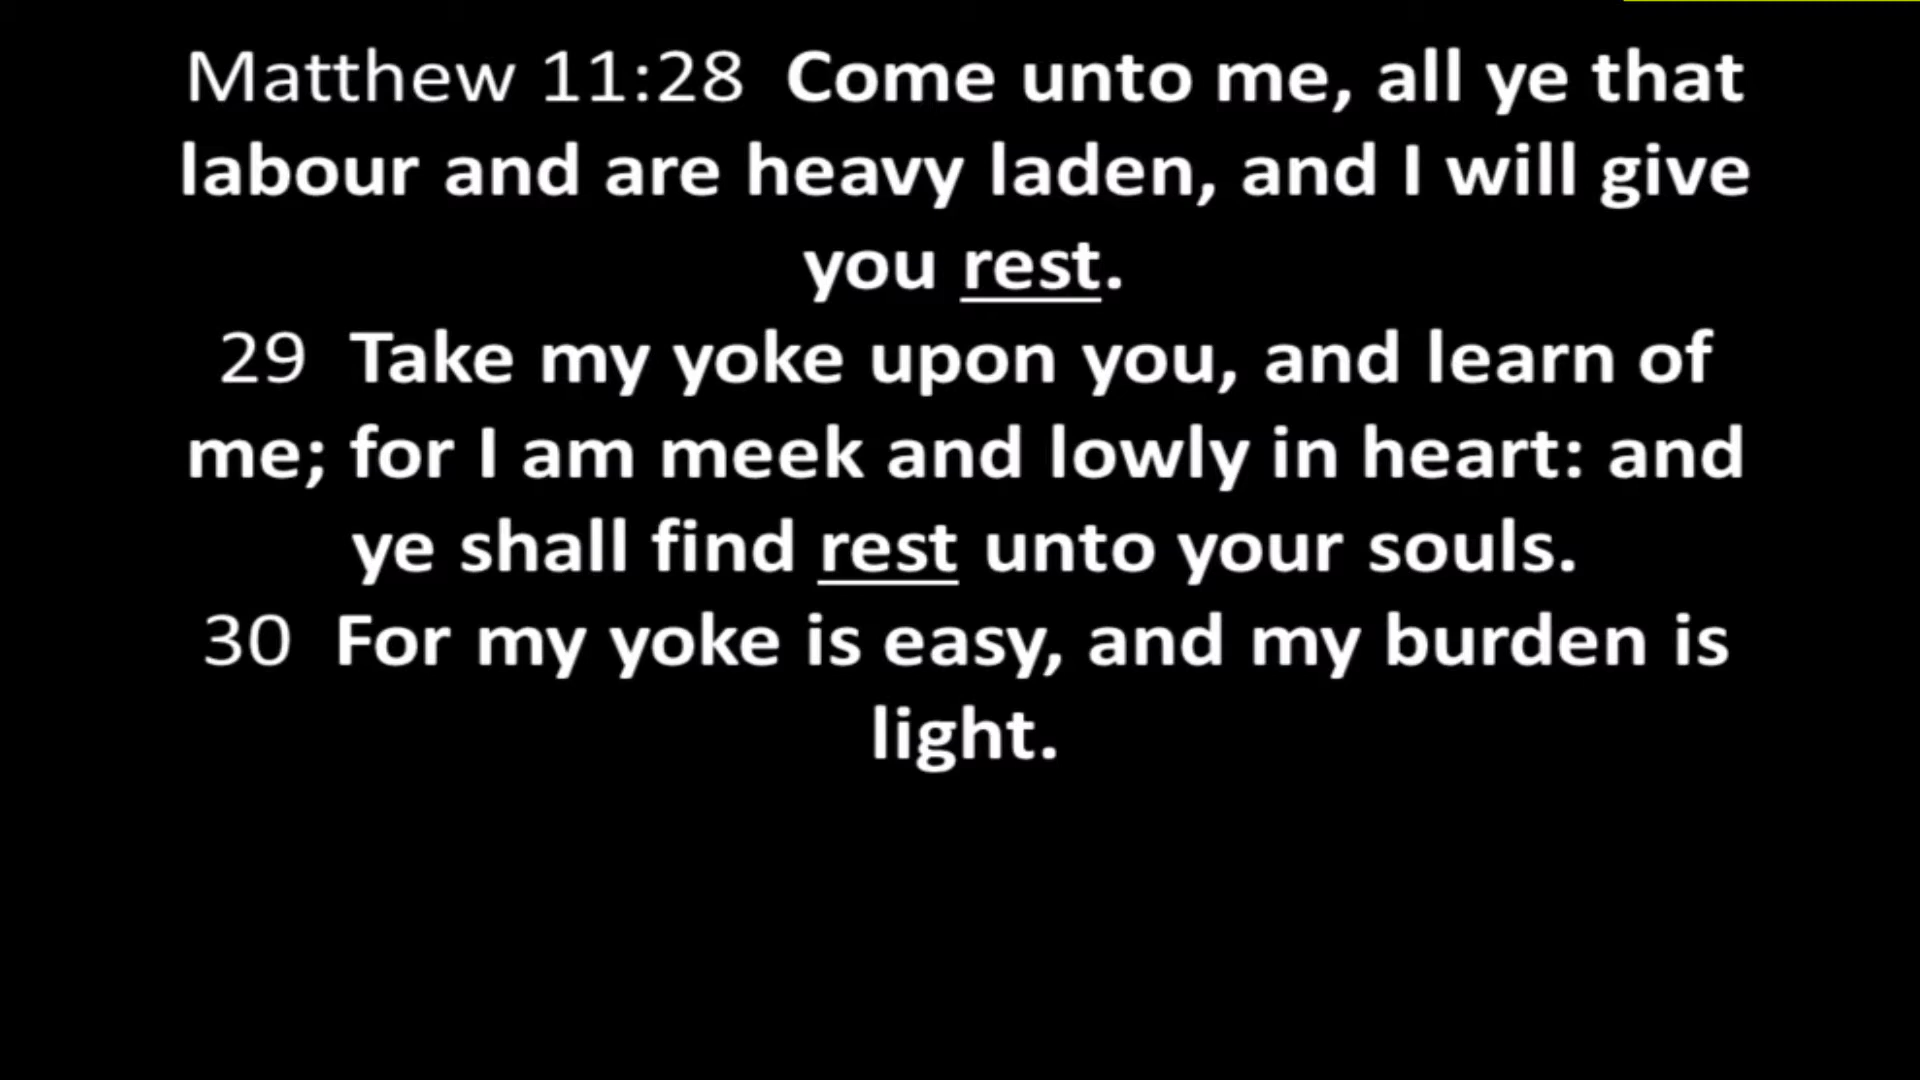 Matthew 11:28 Come unto me, all ye that
labour and are heavy laden, and I will give
you rest.
29 Take my yoke upon you, and learn of
me; for I am meek and lowly in heart: and
ye shall find rest unto your souls.
30 For my yoke is easy, and my burden is
light.